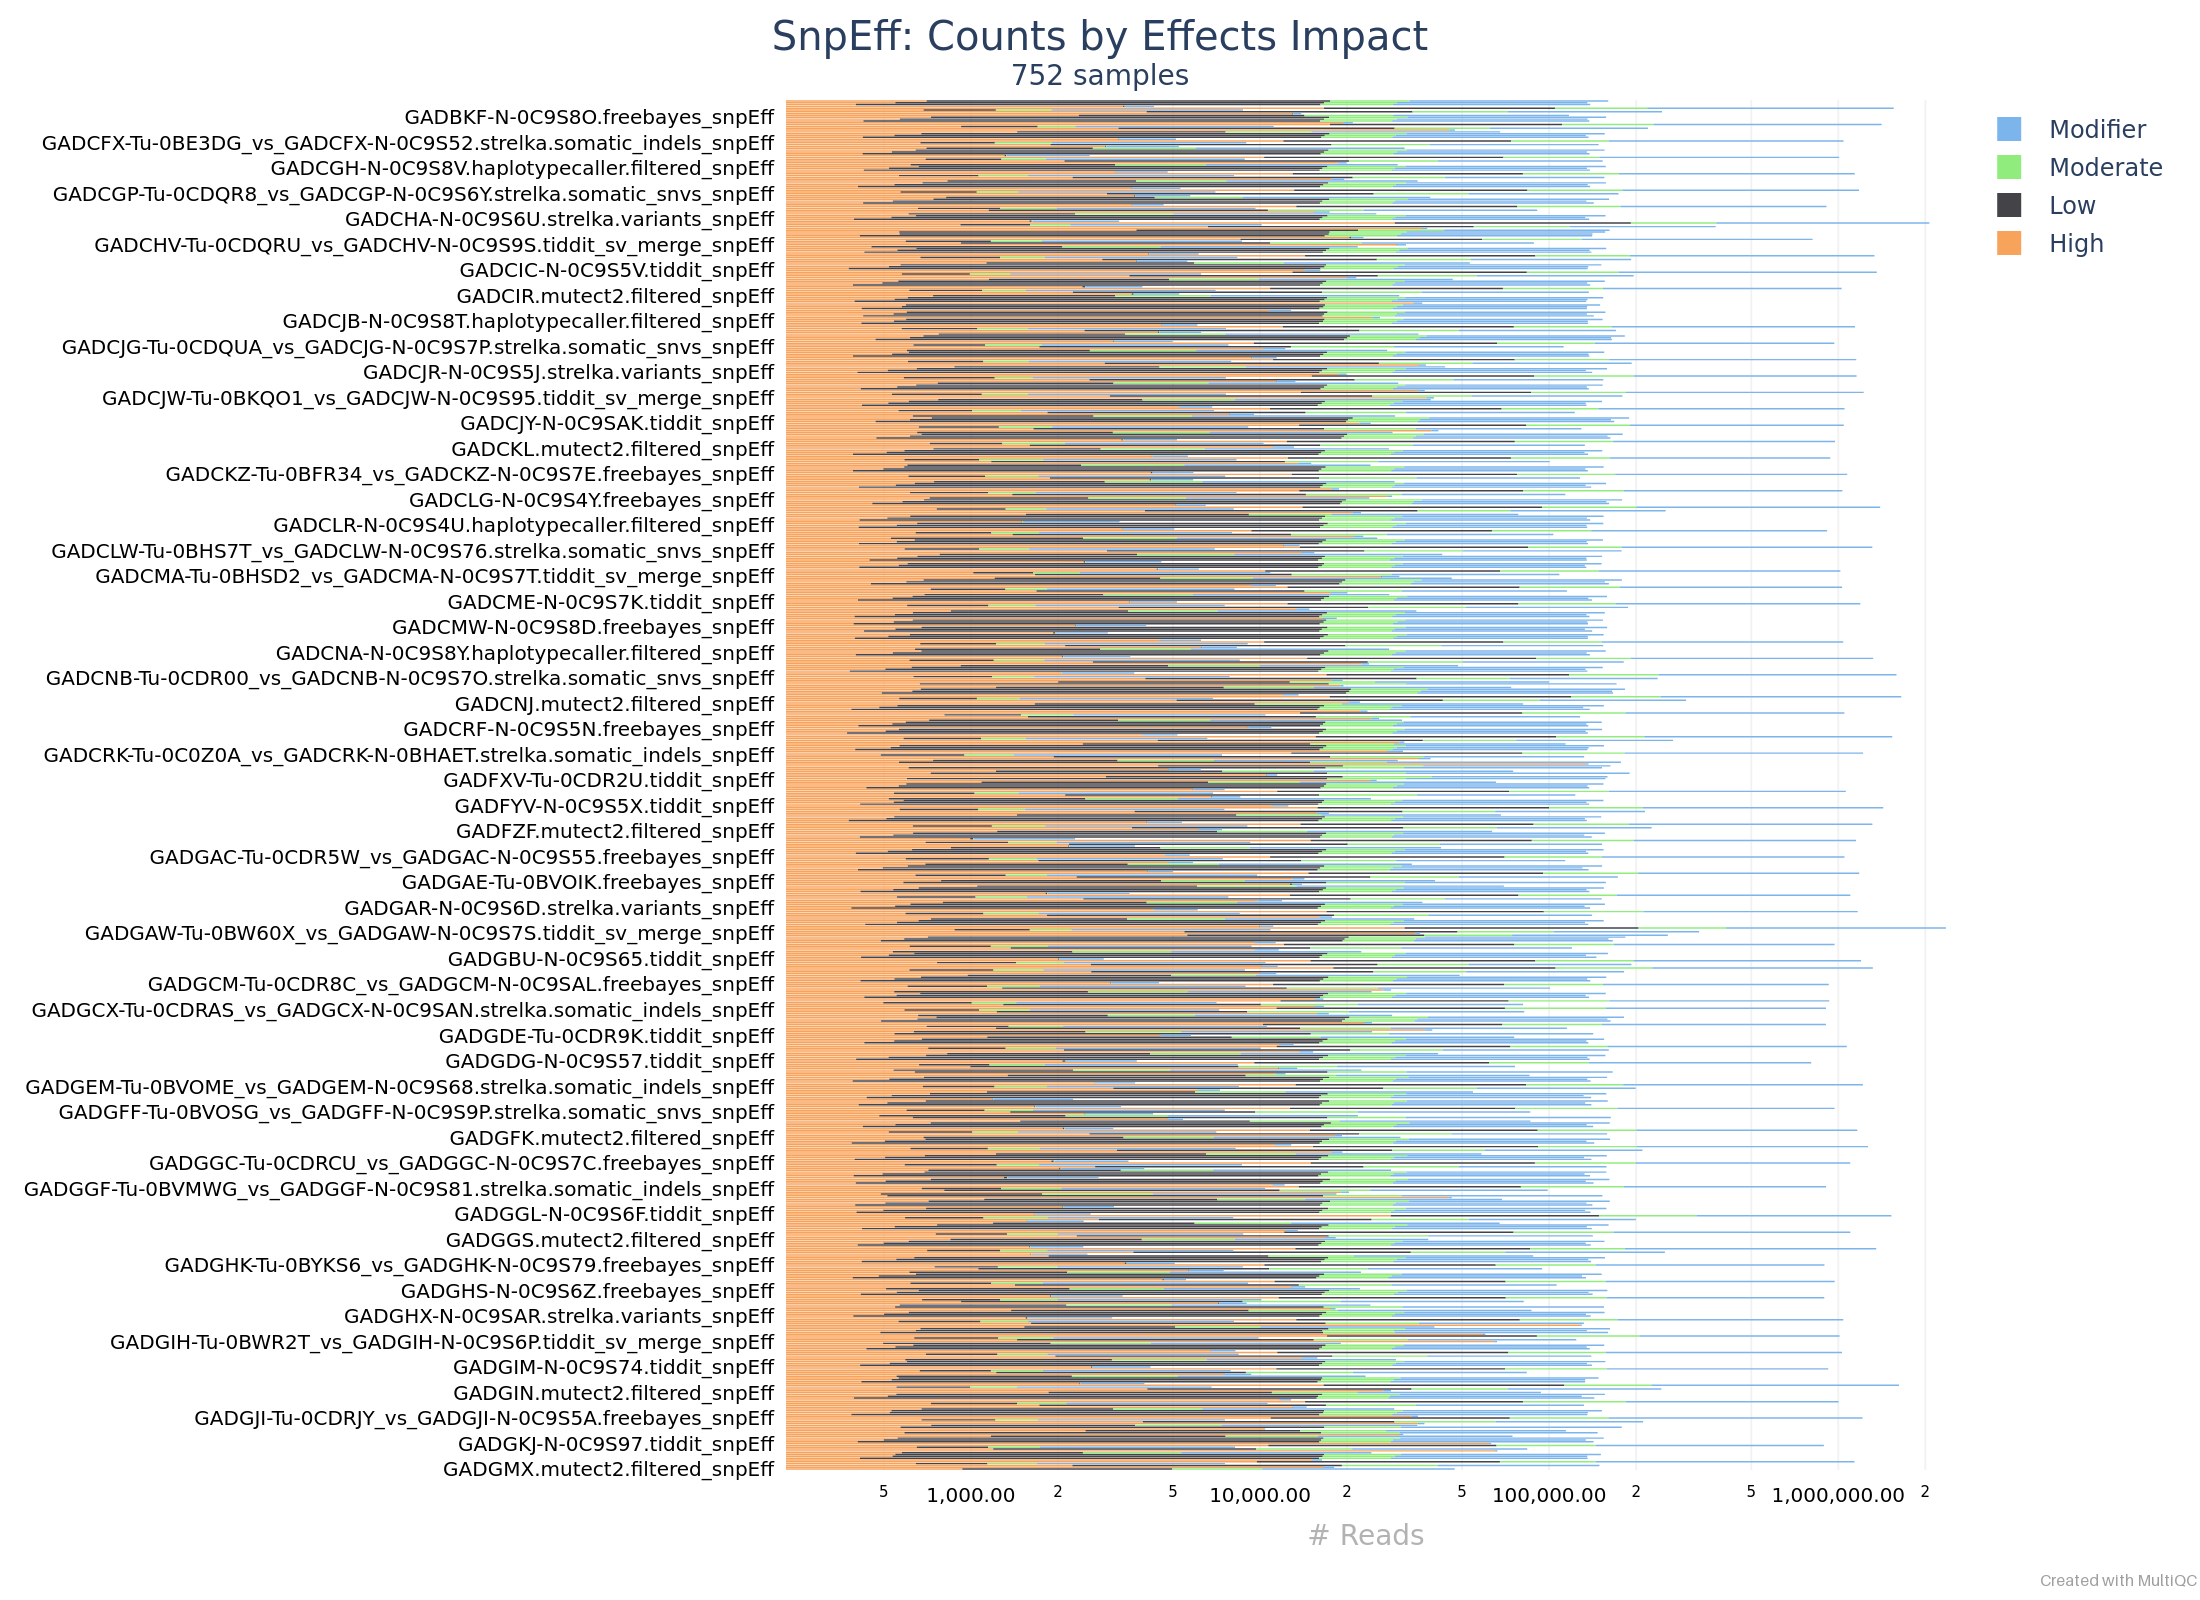 SnpEff: Counts by Effects Impact
752 samples
GADBKF-N-0C9S8O.freebayes_snpEff
GADCFX-Tu-0BE3DG_vs_GADCFX-N-0C9S52.strelka.somatic_indels_snpEff
GADCGH-N-0C9S8V.haplotypecaller.filtered_snpEff
GADCGP-Tu-0CDQR8_vs_GADCGP-N-0C9S6Y.strelka.somatic_snvs_snpEff
GADCHA-N-0C9S6U.strelka.variants_snpEff
GADCHV-Tu-0CDQRU_vs_GADCHV-N-0C9S9S.tiddit_sv_merge_snpEff
GADCIC-N-0C9S5V.tiddit_snpEff
GADCIR.mutect2.filtered_snpEff
GADCJB-N-0C9S8T.haplotypecaller.filtered_snpEff
GADCJG-Tu-0CDQUA_vs_GADCJG-N-0C9S7P.strelka.somatic_snvs_snpEff
GADCJR-N-0C9S5J.strelka.variants_snpEff
GADCJW-Tu-0BKQO1_vs_GADCJW-N-0C9S95.tiddit_sv_merge_snpEff
GADCJY-N-0C9SAK.tiddit_snpEff
GADCKL.mutect2.filtered_snpEff
GADCKZ-Tu-0BFR34_vs_GADCKZ-N-0C9S7E.freebayes_snpEff
GADCLG-N-0C9S4Y.freebayes_snpEff
GADCLR-N-0C9S4U.haplotypecaller.filtered_snpEff
GADCLW-Tu-0BHS7T_vs_GADCLW-N-0C9S76.strelka.somatic_snvs_snpEff
GADCMA-Tu-0BHSD2_vs_GADCMA-N-0C9S7T.tiddit_sv_merge_snpEff
GADCME-N-0C9S7K.tiddit_snpEff
GADCMW-N-0C9S8D.freebayes_snpEff
GADCNA-N-0C9S8Y.haplotypecaller.filtered_snpEff
GADCNB-Tu-0CDR00_vs_GADCNB-N-0C9S7O.strelka.somatic_snvs_snpEff
GADCNJ.mutect2.filtered_snpEff
GADCRF-N-0C9S5N.freebayes_snpEff
GADCRK-Tu-0C0Z0A_vs_GADCRK-N-0BHAET.strelka.somatic_indels_snpEff
GADFXV-Tu-0CDR2U.tiddit_snpEff
GADFYV-N-0C9S5X.tiddit_snpEff
GADFZF.mutect2.filtered_snpEff
GADGAC-Tu-0CDR5W_vs_GADGAC-N-0C9S55.freebayes_snpEff
GADGAE-Tu-0BVOIK.freebayes_snpEff
GADGAR-N-0C9S6D.strelka.variants_snpEff
GADGAW-Tu-0BW60X_vs_GADGAW-N-0C9S7S.tiddit_sv_merge_snpEff
GADGBU-N-0C9S65.tiddit_snpEff
GADGCM-Tu-0CDR8C_vs_GADGCM-N-0C9SAL.freebayes_snpEff
GADGCX-Tu-0CDRAS_vs_GADGCX-N-0C9SAN.strelka.somatic_indels_snpEff
GADGDE-Tu-0CDR9K.tiddit_snpEff
GADGDG-N-0C9S57.tiddit_snpEff
GADGEM-Tu-0BVOME_vs_GADGEM-N-0C9S68.strelka.somatic_indels_snpEff
GADGFF-Tu-0BVOSG_vs_GADGFF-N-0C9S9P.strelka.somatic_snvs_snpEff
GADGFK.mutect2.filtered_snpEff
GADGGC-Tu-0CDRCU_vs_GADGGC-N-0C9S7C.freebayes_snpEff
GADGGF-Tu-0BVMWG_vs_GADGGF-N-0C9S81.strelka.somatic_indels_snpEff
GADGGL-N-0C9S6F.tiddit_snpEff
GADGGS.mutect2.filtered_snpEff
GADGHK-Tu-0BYKS6_vs_GADGHK-N-0C9S79.freebayes_snpEff
GADGHS-N-0C9S6Z.freebayes_snpEff
GADGHX-N-0C9SAR.strelka.variants_snpEff
GADGIH-Tu-0BWR2T_vs_GADGIH-N-0C9S6P.tiddit_sv_merge_snpEff
GADGIM-N-0C9S74.tiddit_snpEff
GADGIN.mutect2.filtered_snpEff
GADGJI-Tu-0CDRJY_vs_GADGJI-N-0C9S5A.freebayes_snpEff
GADGKJ-N-0C9S97.tiddit_snpEff
GADGMX.mutect2.filtered_snpEff
5 1,000.00 2 5 10,000.00 2 5 100,000.00 2 5 1,000,000.00 2
# Reads
Modifier
Moderate
Low
High
Created with MultiQC